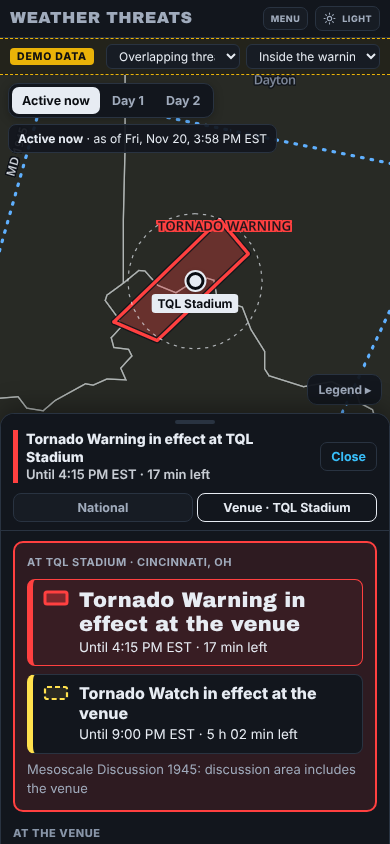 WEATHER THREATS
MENU
LIGHT
DEMO DATA
Overlapping thre
Inside the warnin
Dayton
Active now
Day 1
Day 2
Active now · as of Fri, Nov 20, 3:58 PM EST
MD
TORNADO WARNING
TQL Stadium
Legend ▸
Tornado Warning in effect at TQL
Stadium
Until 4:15 PM EST · 17 min left
Close
National
Venue · TQL Stadium
AT TQL STADIUM · CINCINNATI, OH
Tornado Warning in
effect at the venue
Until 4:15 PM EST · 17 min left
Tornado Watch in effect at the
venue
Until 9:00 PM EST · 5 h 02 min left
Mesoscale Discussion 1945: discussion area includes
the venue
AT THE VENUE